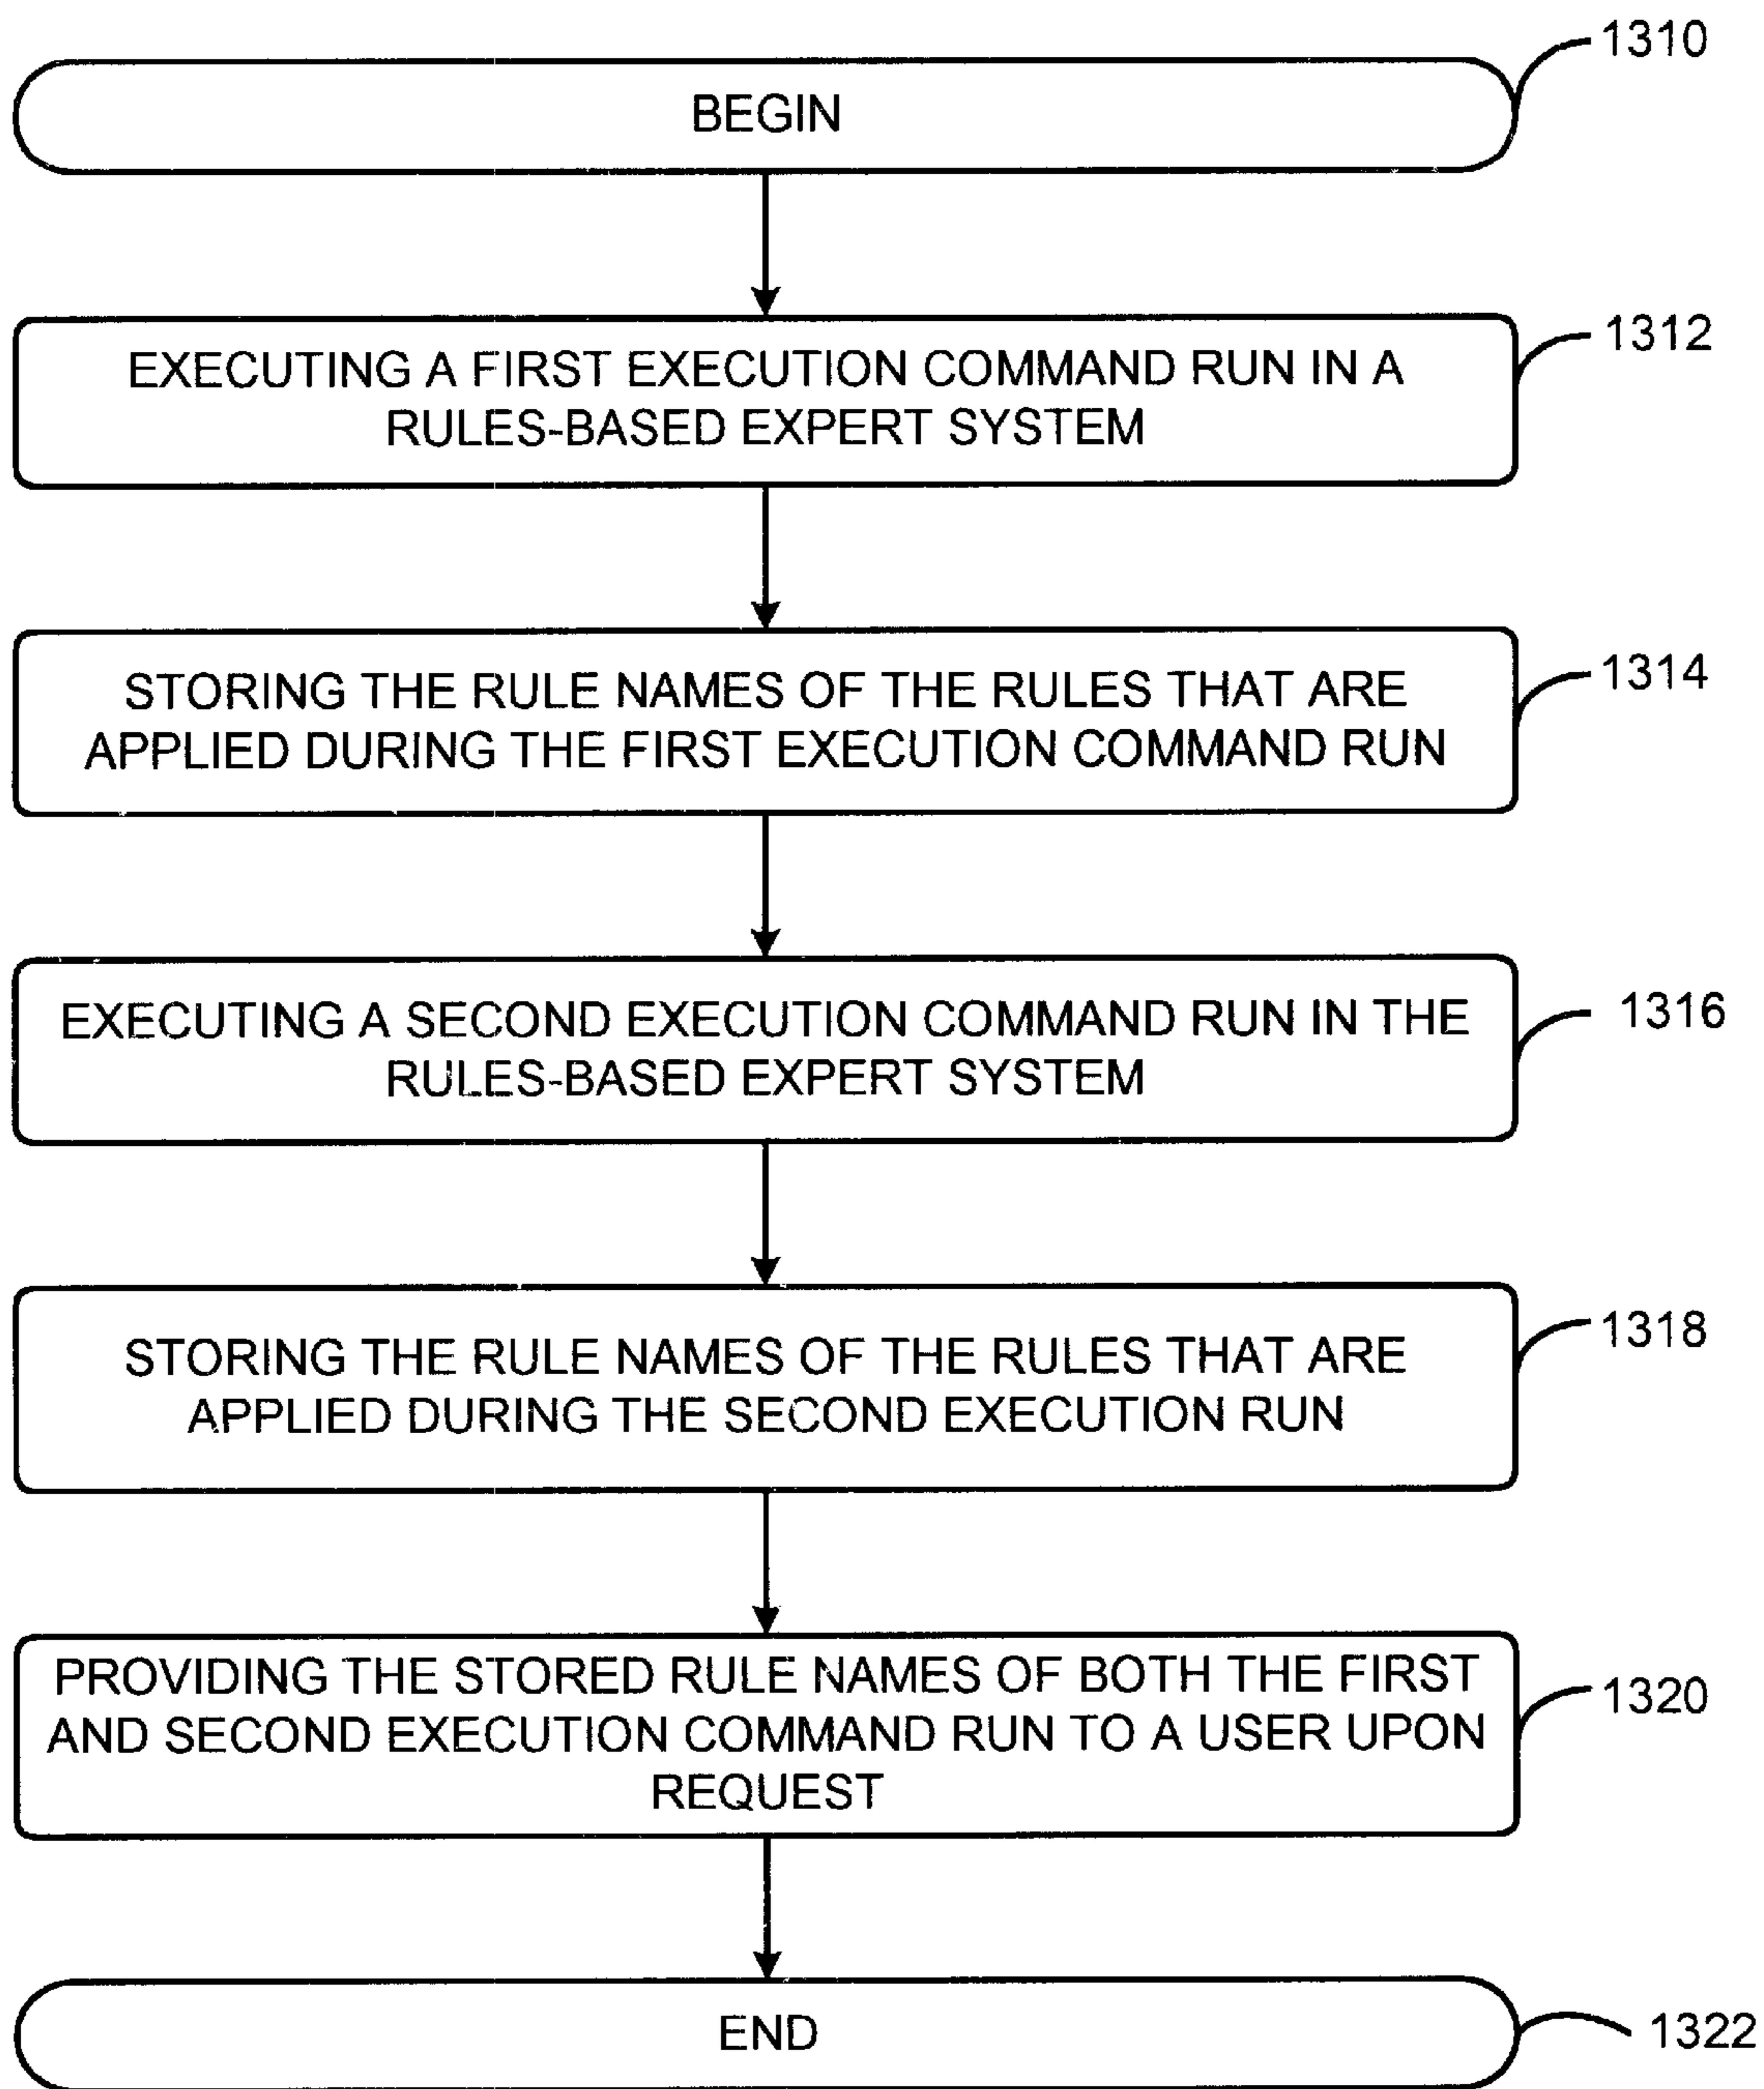 1310
BEGIN
1312
EXECUTING A FIRST EXECUTION COMMAND RUN IN A
RULES-BASED EXPERT SYSTEM
1314
STORING THE RULE NAMES OF THE RULES THAT ARE
APPLIED DURING THE FIRST EXECUTION COMMAND RUN
1316
EXECUTING A SECOND EXECUTION COMMAND RUN IN THE
RULES-BASED EXPERT SYSTEM
1318
STORING THE RULE NAMES OF THE RULES THAT ARE
APPLIED DURING THE SECOND EXECUTION RUN
1320
PROVIDING THE STORED RULE NAMES OF BOTH THE FIRST
AND SECOND EXECUTION COMMAND RUN TO A USER UPON
REQUEST
END
1322